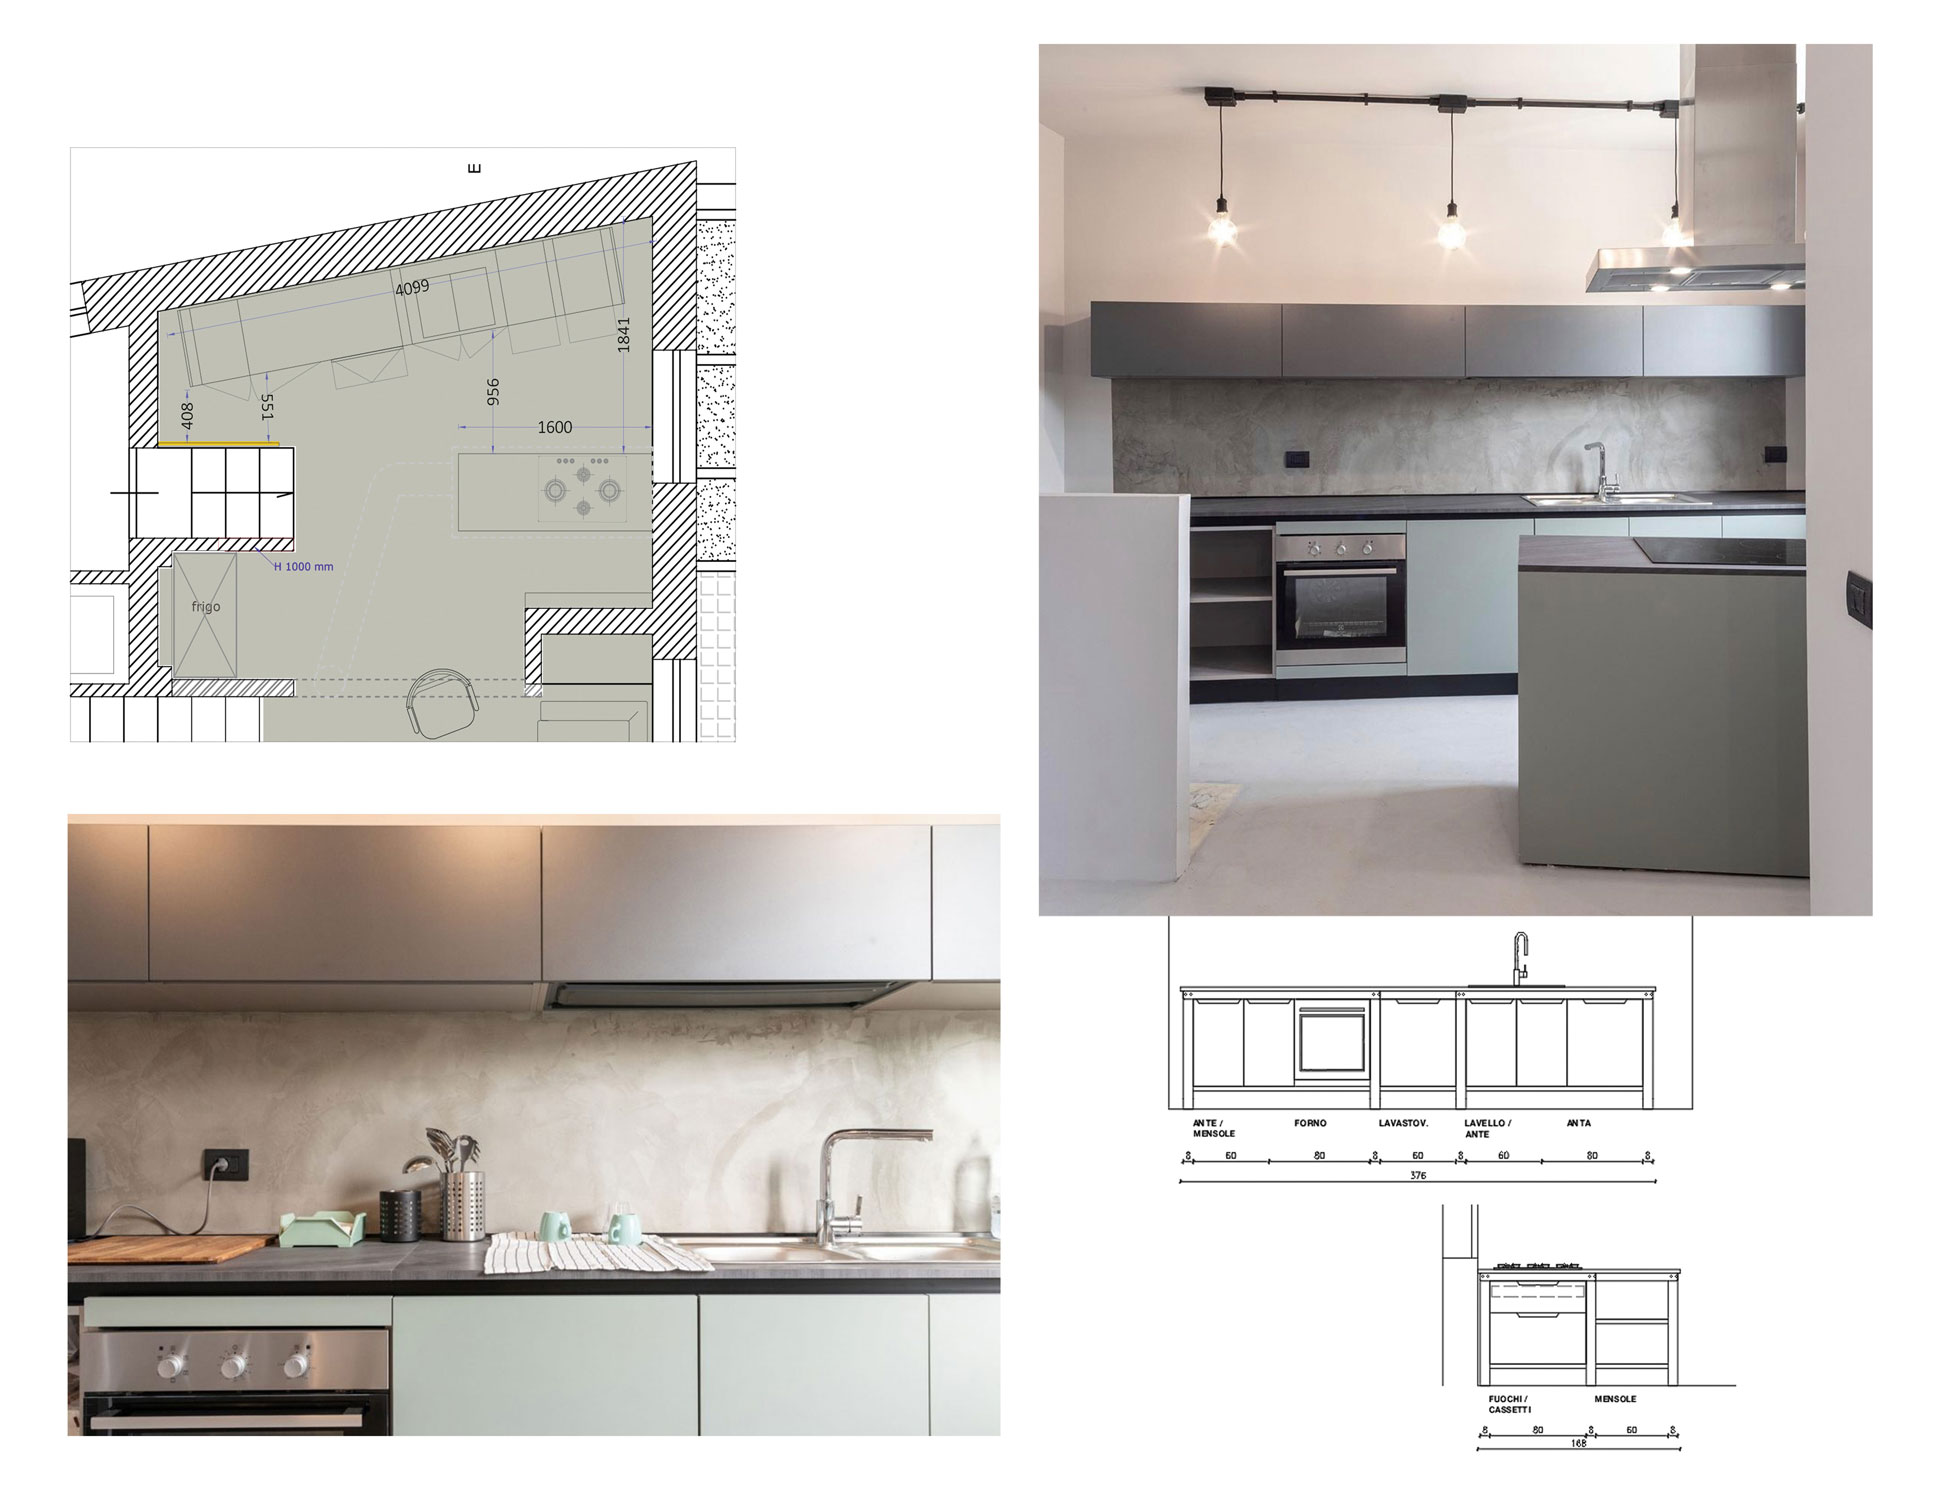 E
4099
1841
408
551
956
1600
H 1000 mm
frigo
ANTE /
MENSOLE
FORNO
LAVASTOV.
LAVELLO /
ANTE
ANTA
8 60 80 8 60 8 60 80 8
376
FUOCHI /
CASSETTI
MENSOLE
8 80 8 60 8
168